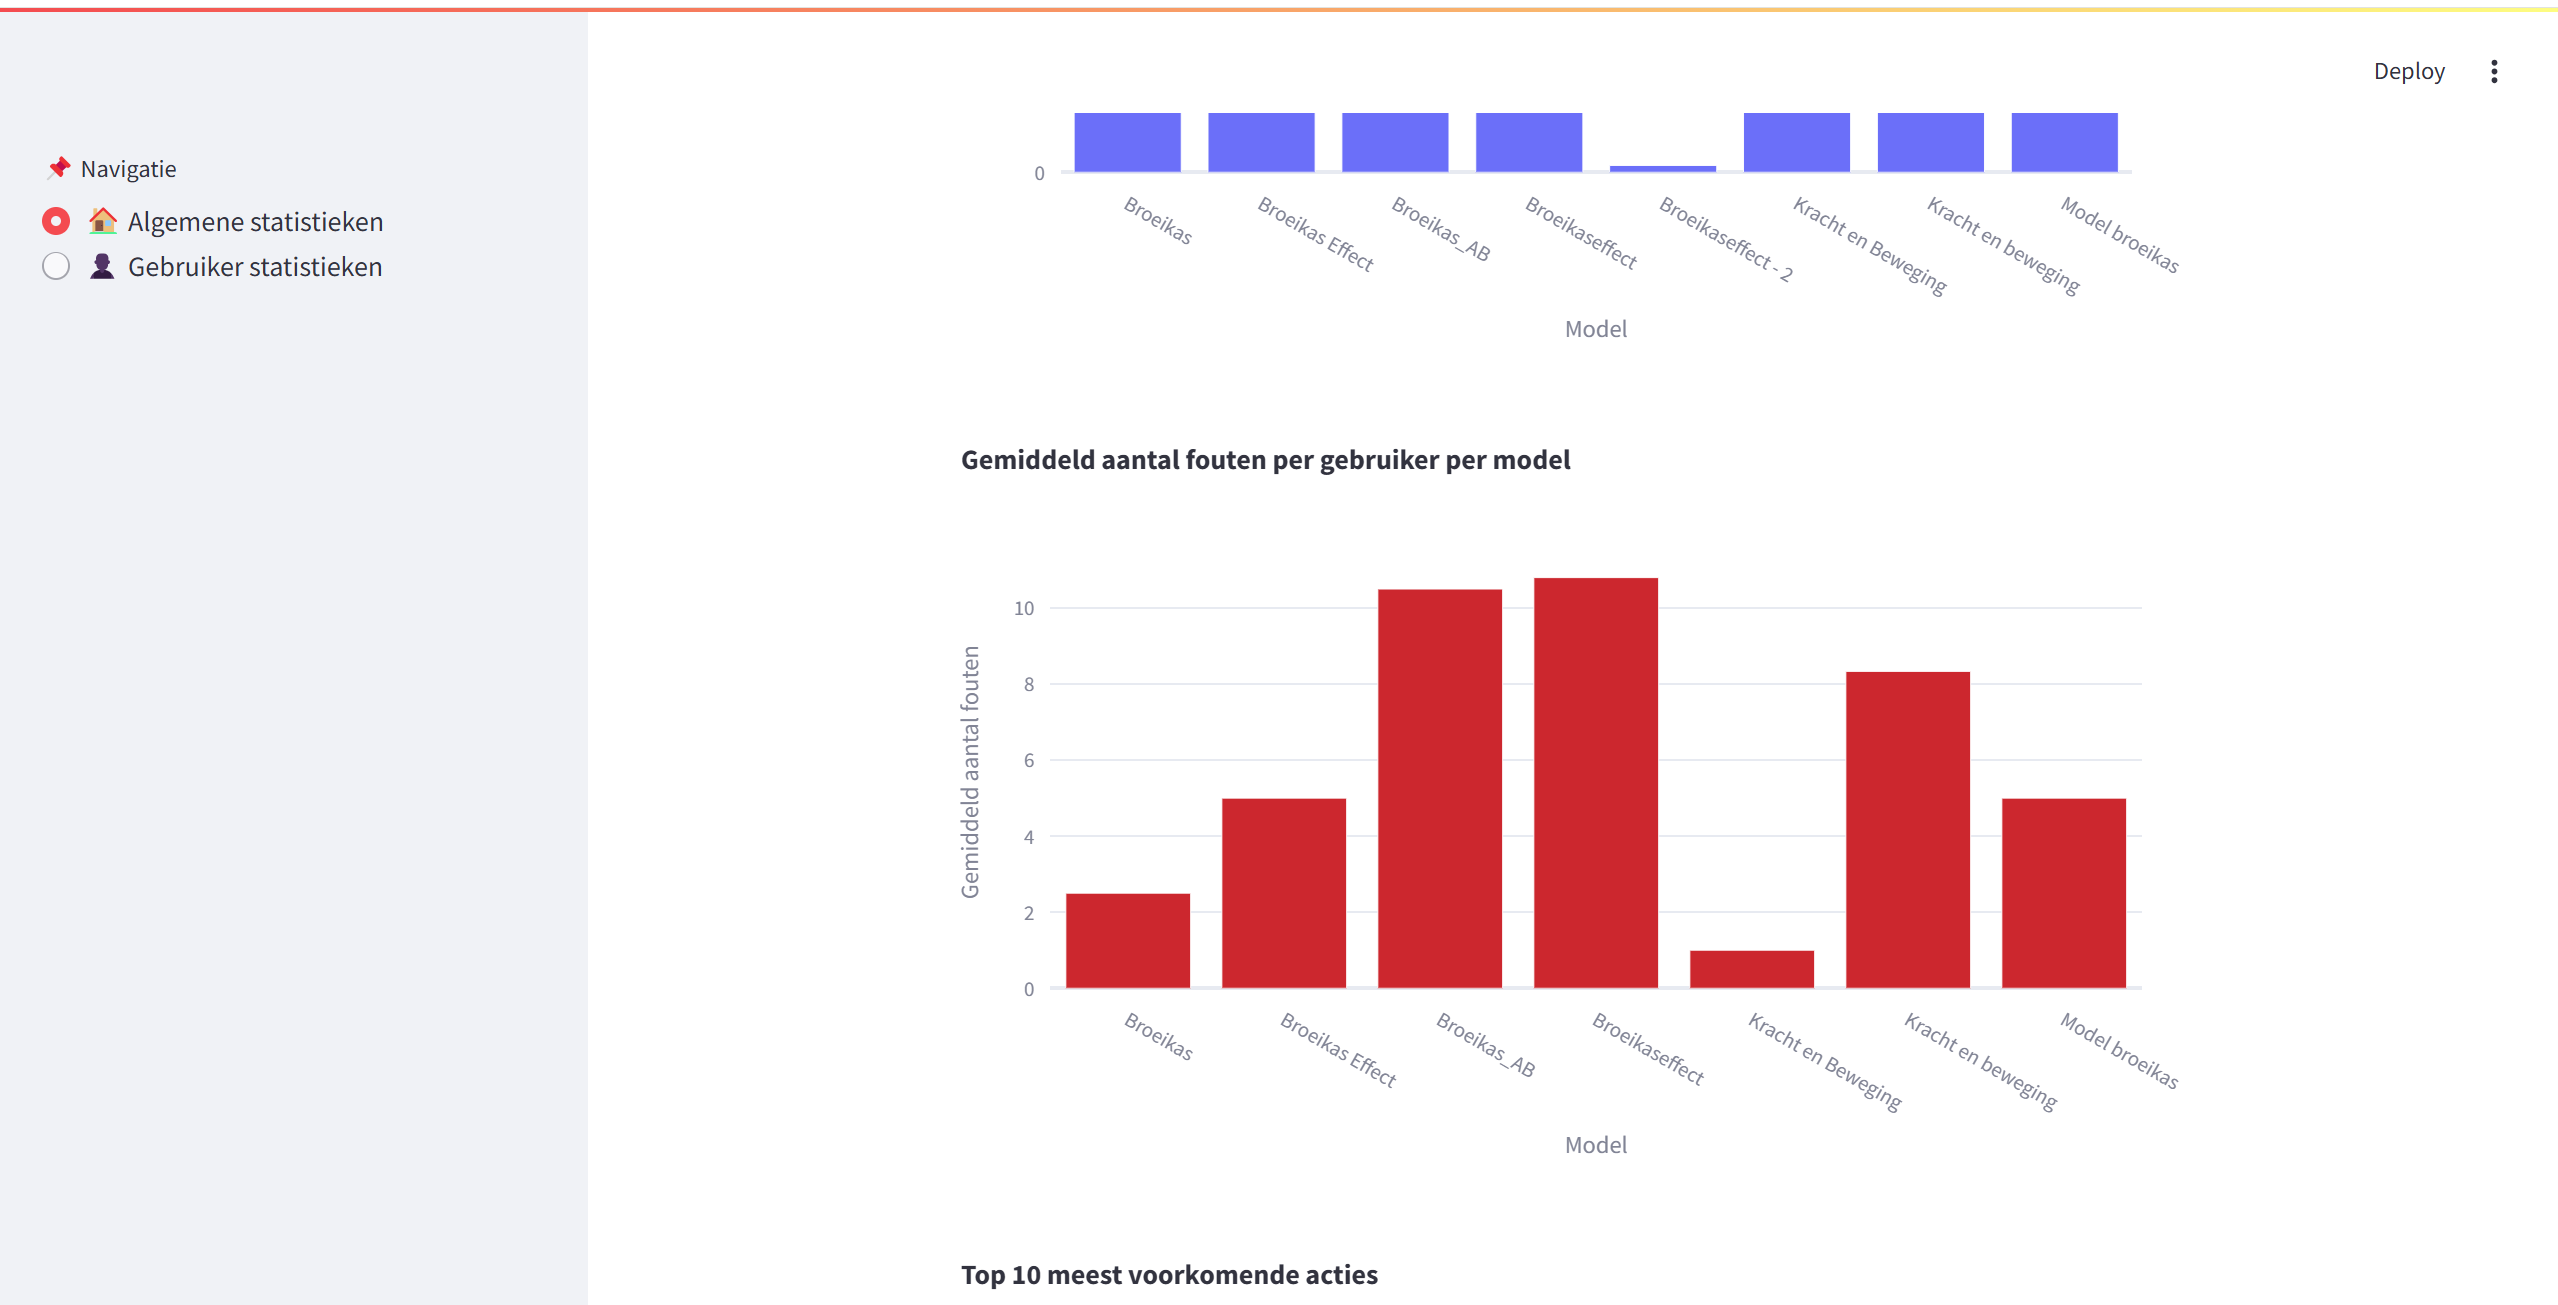 Deploy
Navigatie
Algemene statistieken
Gebruiker statistieken
0
Broeikas
Broeikas Effect
Broeikas_AB
Broeikaseffect
Broeikaseffect - 2
Kracht en Beweging
Kracht en beweging
Model broeikas
Model
Gemiddeld aantal fouten per gebruiker per model
Gemiddeld aantal fouten
10
8
6
4
2
0
Broeikas
Broeikas Effect
Broeikas_AB
Broeikaseffect
Kracht en Beweging
Kracht en beweging
Model broeikas
Model
Top 10 meest voorkomende acties